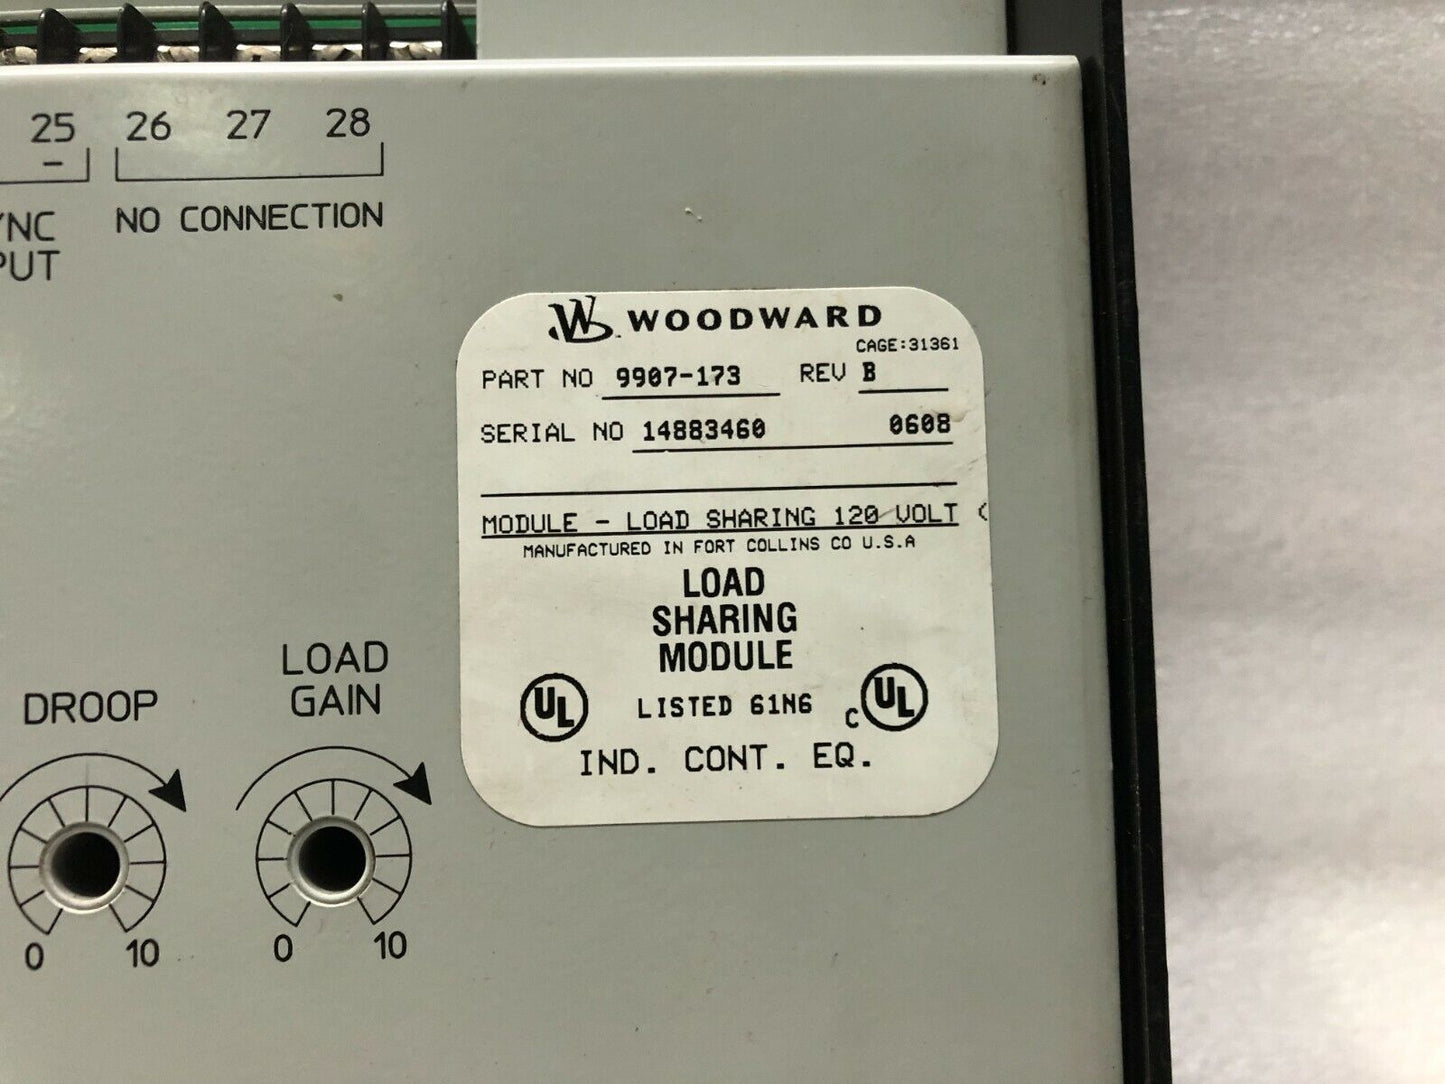 25 26 27 28
–
NO CONNECTION
WOODWARD
CAGE:31361
PART NO 9907-173 REV B
SERIAL NO 14883460 0608
MODULE - LOAD SHARING 120 VOLT (
MANUFACTURED IN FORT COLLINS CO U.S.A
LOAD
SHARING
MODULE
UL LISTED 61N6 C UL
IND. CONT. EQ.
DROOP
LOAD
GAIN
0 10
0 10